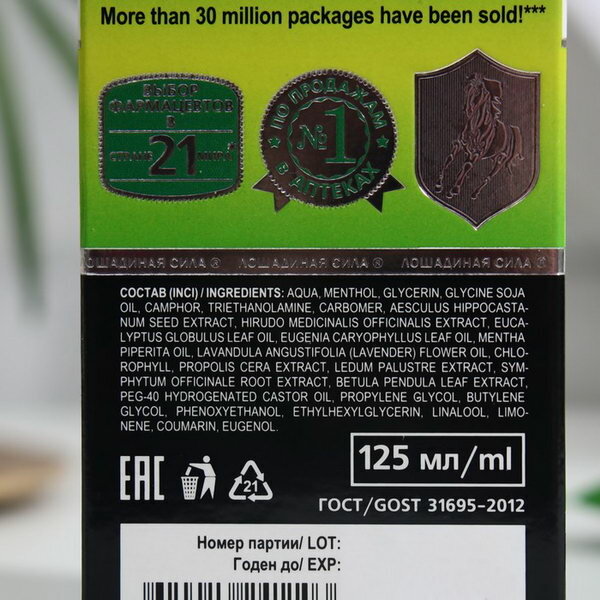 More than 30 million packages have been sold!***
ВЫБОР
ФАРМАЦЕВТОВ
В
СТРАНЕ 21 МИРА*
ПО ПРОДАЖАМ
№1
В АПТЕКАХ
ЛОШАДИНАЯ СИЛА ® ЛОШАДИНАЯ СИЛА ® ЛОШАДИНАЯ СИЛА ®
СОСТАВ (INCI) / INGREDIENTS: AQUA, MENTHOL, GLYCERIN, GLYCINE SOJA
OIL, CAMPHOR, TRIETHANOLAMINE, CARBOMER, AESCULUS HIPPOCASTA-
NUM SEED EXTRACT, HIRUDO MEDICINALIS OFFICINALIS EXTRACT, EUCA-
LYPTUS GLOBULUS LEAF OIL, EUGENIA CARYOPHYLLUS LEAF OIL, MENTHA
PIPERITA OIL, LAVANDULA ANGUSTIFOLIA (LAVENDER) FLOWER OIL, CHLO-
ROPHYLL, PROPOLIS CERA EXTRACT, LEDUM PALUSTRE EXTRACT, SYM-
PHYTUM OFFICINALE ROOT EXTRACT, BETULA PENDULA LEAF EXTRACT,
PEG-40 HYDROGENATED CASTOR OIL, PROPYLENE GLYCOL, BUTYLENE
GLYCOL, PHENOXYETHANOL, ETHYLHEXYLGLYCERIN, LINALOOL, LIMO-
NENE, COUMARIN, EUGENOL.
EAC
21
125 мл/ml
ГОСТ/GOST 31695-2012
Номер партии/ LOT:
Годен до/ EXP: